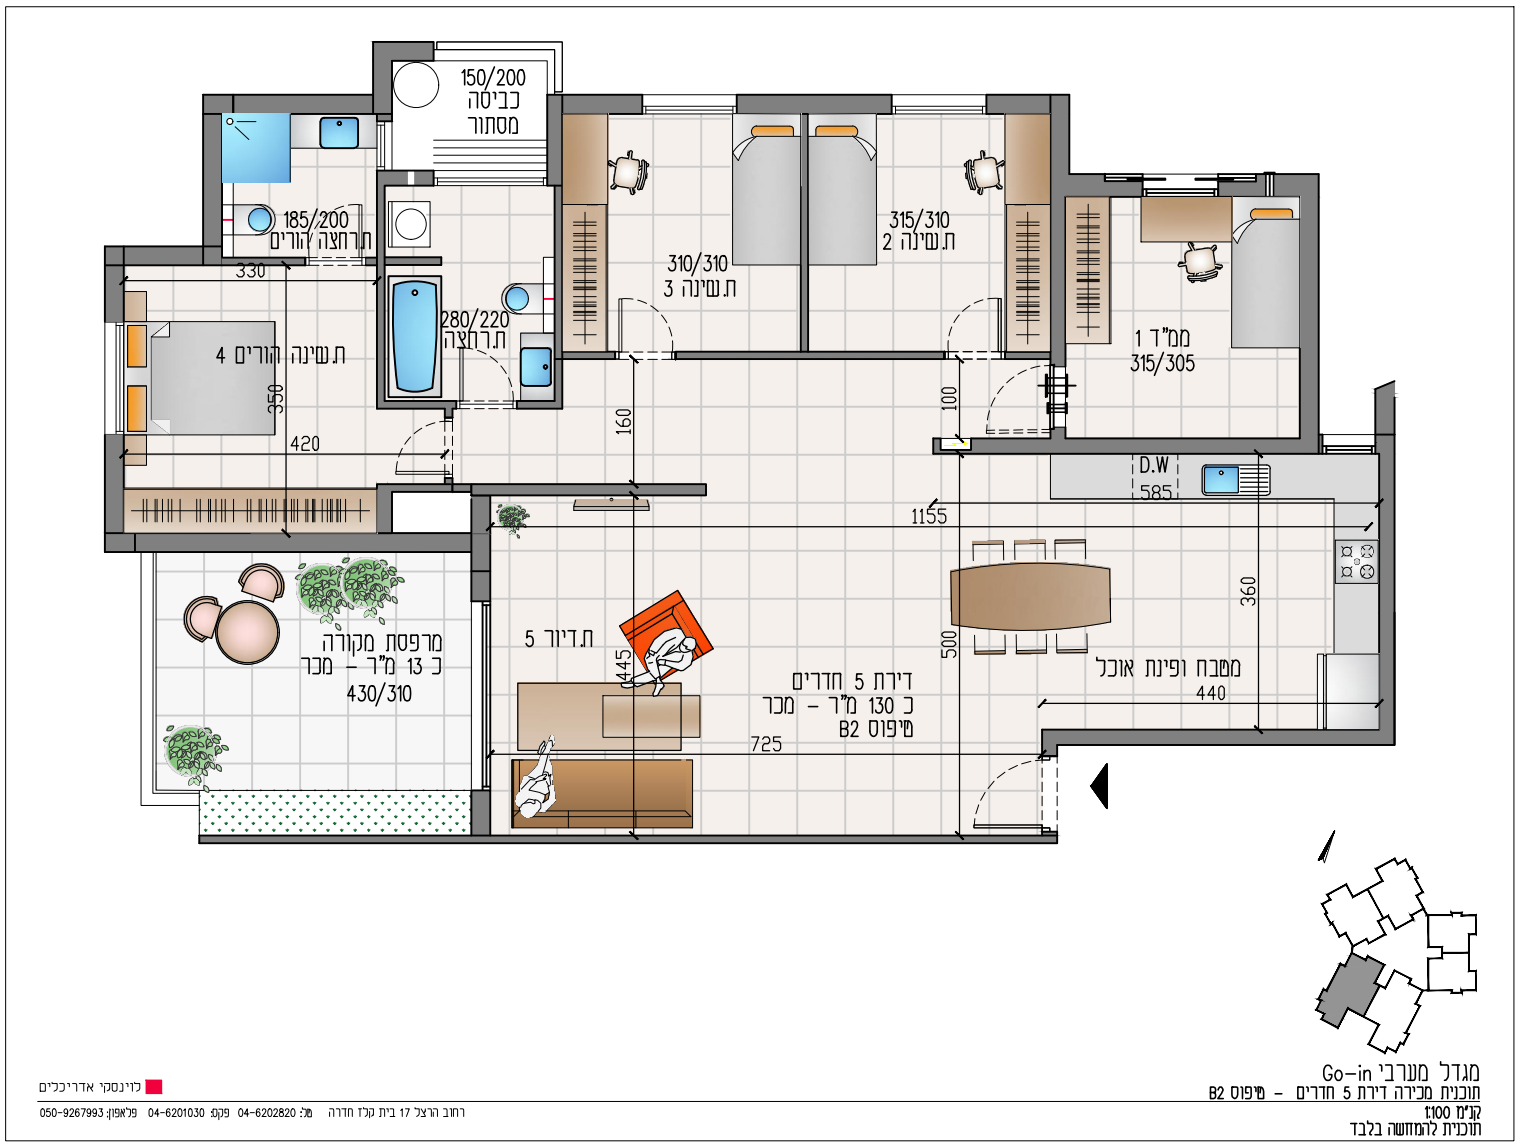 150/200
כביסה
מסתור
185/200
ת.רחצה הורים
330
280/220
ת.רחצה
310/310
ח.שינה 3
315/310
ח.שינה 2
ממ"ד 1
315/305
ח.שינה הורים 4
350
420
160
100
D.W
585
1155
360
מרפסת מקורה
כ 13 מ"ר - מכר
430/310
ח.דיור 5
445
דירת 5 חדרים
כ 130 מ"ר - מכר
טיפוס B2
500
מטבח ופינת אוכל
440
725
מגדל מערבי Go-in
תוכנית מכירה דירת 5 חדרים - טיפוס B2
קנ"מ 1:100
תוכנית להמחשה בלבד
לוינסקי אדריכלים
רחוב הרצל 17 בית קלז חדרה טל: 04-6202820 פקס: 04-6201030 פלאפון: 050-9267993